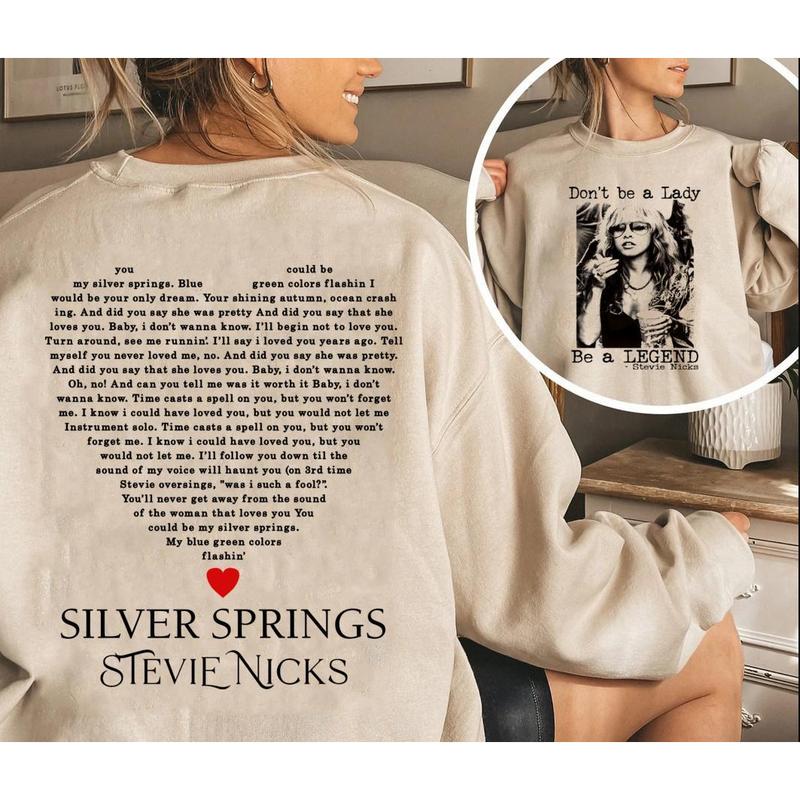 LOTUS FLO
you could be
my silver springs. Blue green colors flashin I
would be your only dream. Your shining autumn, ocean crash
ing. And did you say she was pretty And did you say that she
loves you. Baby, i don't wanna know. I'll begin not to love you.
Turn around, see me runnin'. I'll say i loved you years ago. Tell
myself you never loved me, no. And did you say she was pretty.
And did you say that she loves you. Baby, i don't wanna know.
Oh, no! And can you tell me was it worth it Baby, i don't
wanna know. Time casts a spell on you, but you won't forget
me. I know i could have loved you, but you would not let me
Instrument solo. Time casts a spell on you, but you won't
forget me. I know i could have loved you, but you
would not let me. I'll follow you down til the
sound of my voice will haunt you (on 3rd time
Stevie oversings, "was i such a fool?".
You'll never get away from the sound
of the woman that loves you You
could be my silver springs.
My blue green colors
flashin'
SILVER SPRINGS
STEVIE NICKS
Don't be a Lady
Be a LEGEND
- Stevie Nicks